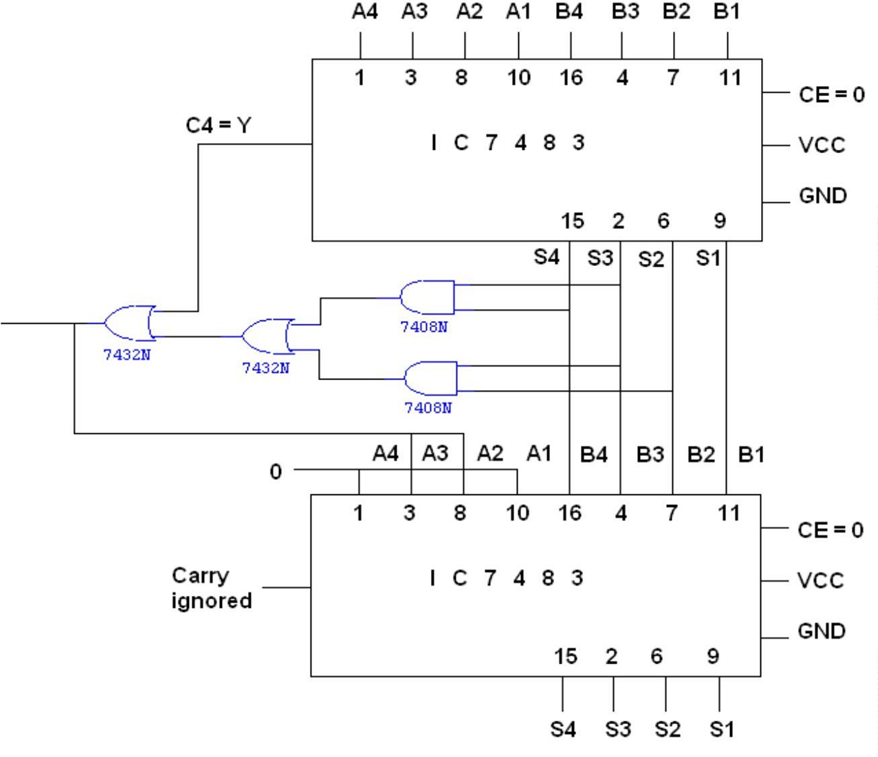 A4 A3 A2 A1 B4 B3 B2 B1
1 3 8 10 16 4 7 11
CE = 0
C4 = Y
I C 7 4 8 3
VCC
GND
15 2 6 9
S4 S3 S2 S1
7408N
7432N
7432N
7408N
A4 A3 A2 A1 B4 B3 B2 B1
0
1 3 8 10 16 4 7 11
CE = 0
Carry
ignored
I C 7 4 8 3
VCC
GND
15 2 6 9
S4 S3 S2 S1